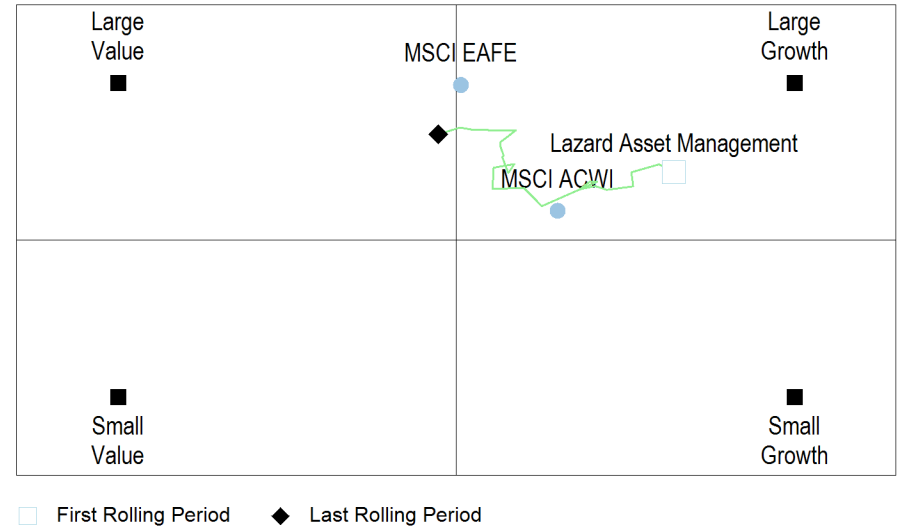 Large
Value
MSCI EAFE
Large
Growth
Lazard Asset Management
MSCI ACWI
Small
Value
Small
Growth
First Rolling Period
Last Rolling Period